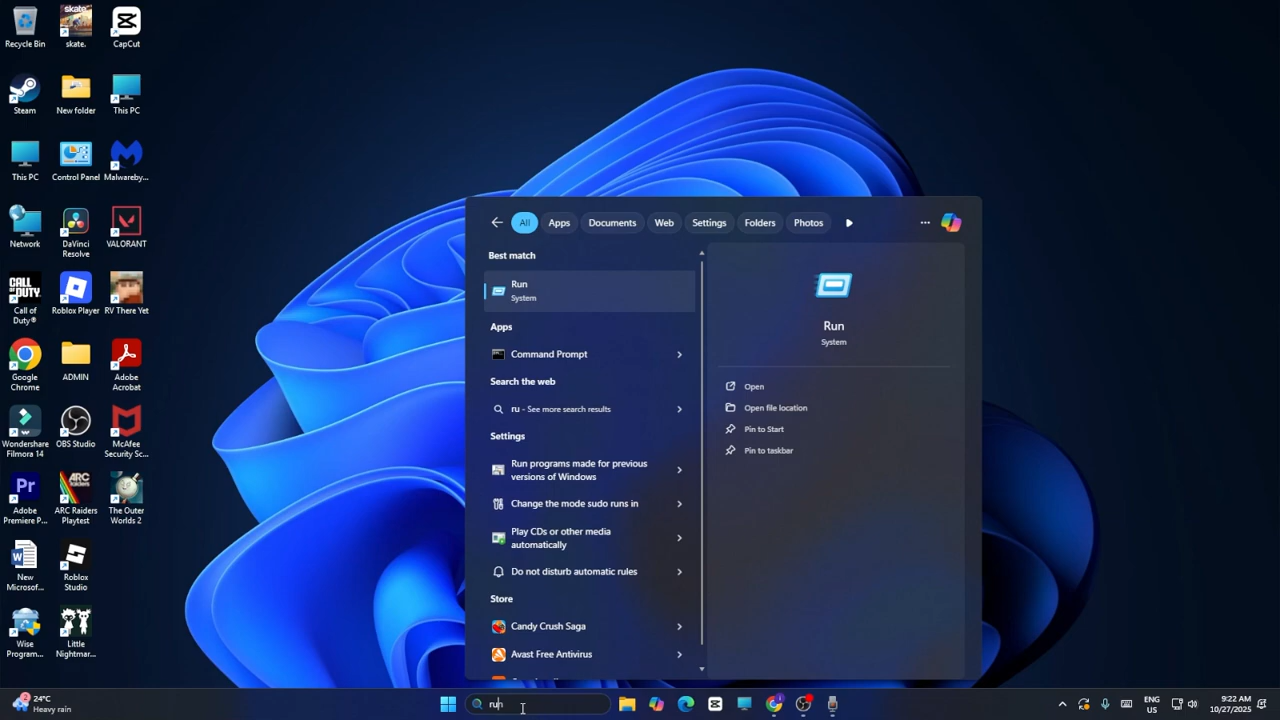 Recycle Bin
skate.
CapCut
Steam
New folder
This PC
This PC
Control Panel
Malwareby...
Network
DaVinci
Resolve
VALORANT
CALL OF DUTY
Call of
Duty®
Roblox Player
RV There Yet
Google
Chrome
ADMIN
Adobe
Acrobat
Wondershare
Filmora 14
OBS Studio
McAfee
Security Sc...
Pr
Adobe
Premiere P...
ARC Raiders
Playtest
The Outer
Worlds 2
New
Microsof...
Roblox
Studio
Wise
Program...
Little
Nightmar...
All
Apps
Documents
Web
Settings
Folders
Photos
Best match
Run
System
Apps
Command Prompt
Search the web
ru - See more search results
Settings
Run programs made for previous
versions of Windows
Change the mode sudo runs in
Play CDs or other media
automatically
Do not disturb automatic rules
Store
Candy Crush Saga
Avast Free Antivirus
Run
System
Open
Open file location
Pin to Start
Pin to taskbar
2
24°C
Heavy rain
run
ENG
US
9:22 AM
10/27/2025